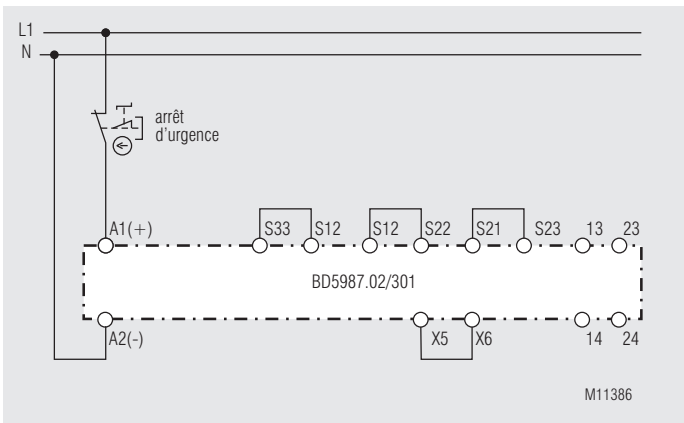 L1
N
arrêt
d'urgence
A1(+) S33 S12 S12 S22 S21 S23 13 23
BD5987.02/301
A2(-) X5 X6 14 24
M11386